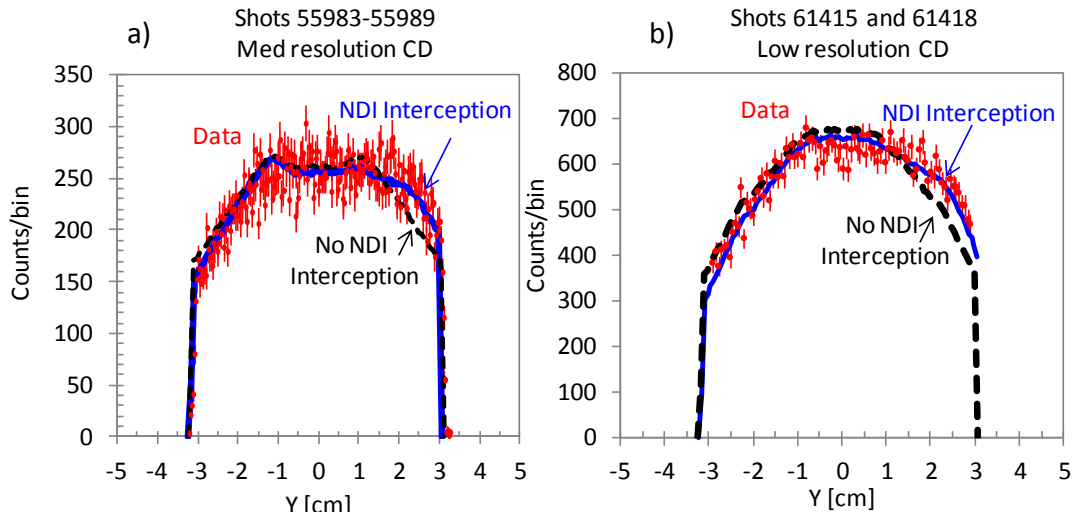 Shots 55983-55989
a)
Med resolution CD
350
300
250
200
150
100
50
0
Counts/bin
Data
NDI Interception
No NDI
Interception
-5 -4 -3 -2 -1 0 1 2 3 4 5
Y [cm]
Shots 61415 and 61418
b)
Low resolution CD
800
700
600
500
400
300
200
100
0
Counts/bin
Data
NDI Interception
No NDI
Interception
-5 -4 -3 -2 -1 0 1 2 3 4 5
Y [cm]